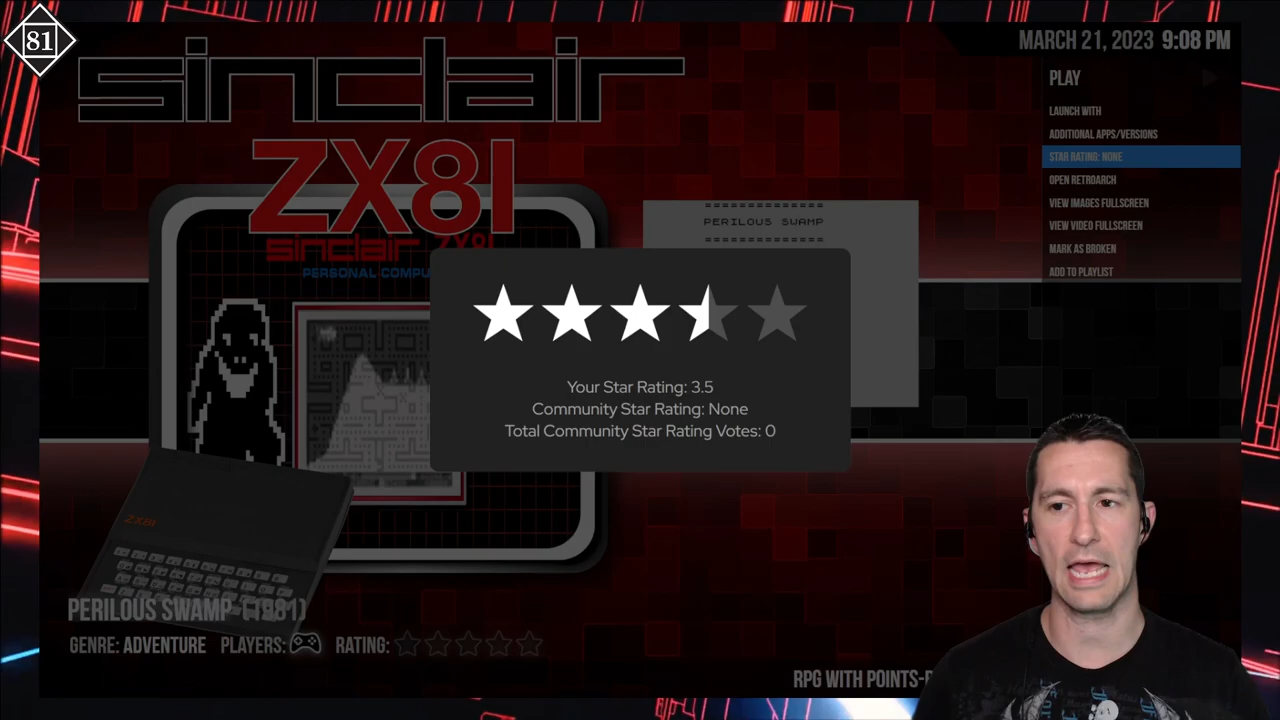 81
MARCH 21, 2023 9:08 PM
sinclair
ZX81
sinclair ZX81
PERSONAL COMPU
PLAY
LAUNCH WITH
ADDITIONAL APPS/VERSIONS
STAR RATING: NONE
OPEN RETROARCH
VIEW IMAGES FULLSCREEN
VIEW VIDEO FULLSCREEN
MARK AS BROKEN
ADD TO PLAYLIST
PERILOUS SWAMP
Your Star Rating: 3.5
Community Star Rating: None
Total Community Star Rating Votes: 0
ZX81
PERILOUS SWAMP (1981)
GENRE: ADVENTURE PLAYERS: RATING:
RPG WITH POINTS-